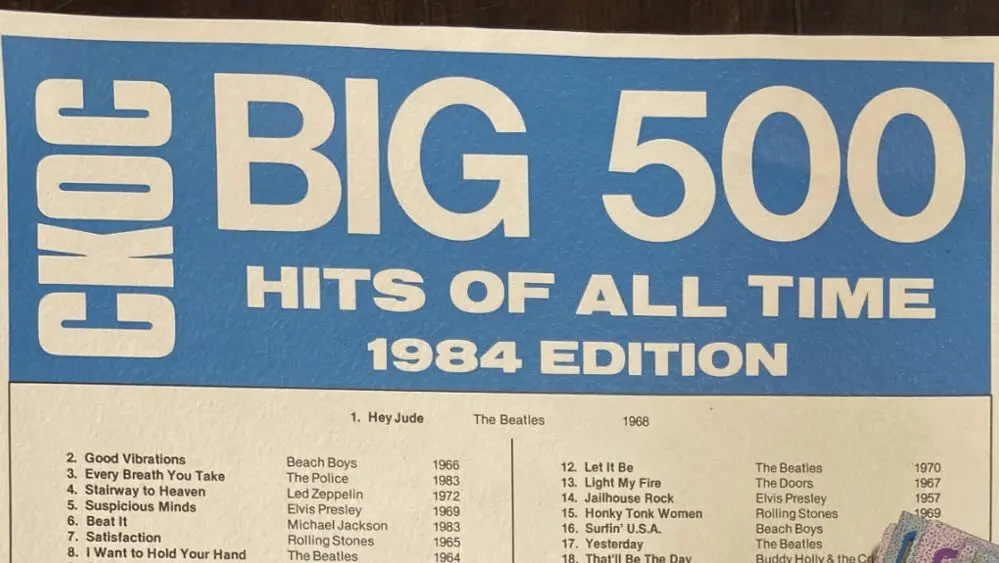 CKOC
BIG 500
HITS OF ALL TIME
1984 EDITION
1. Hey Jude The Beatles 1968
2. Good Vibrations Beach Boys 1966
3. Every Breath You Take The Police 1983
4. Stairway to Heaven Led Zeppelin 1972
5. Suspicious Minds Elvis Presley 1969
6. Beat It Michael Jackson 1983
7. Satisfaction Rolling Stones 1965
8. I Want to Hold Your Hand The Beatles 1964
12. Let It Be The Beatles 1970
13. Light My Fire The Doors 1967
14. Jailhouse Rock Elvis Presley 1957
15. Honky Tonk Women Rolling Stones 1969
16. Surfin' U.S.A. Beach Boys
17. Yesterday The Beatles
18. That'll Be The Day Buddy Holly & the